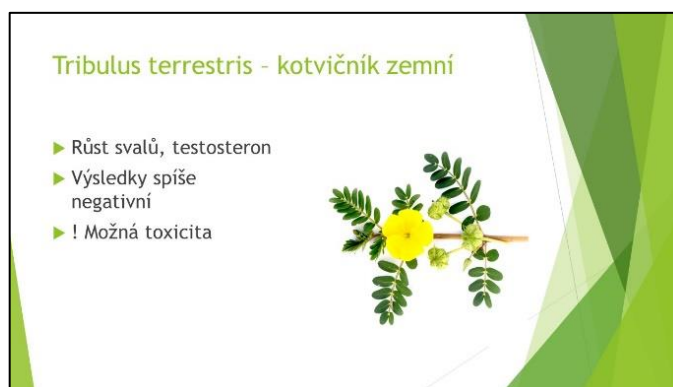 Tribulus terrestris – kotvičník zemní
Růst svalů, testosteron
Výsledky spíše
negativní
! Možná toxicita